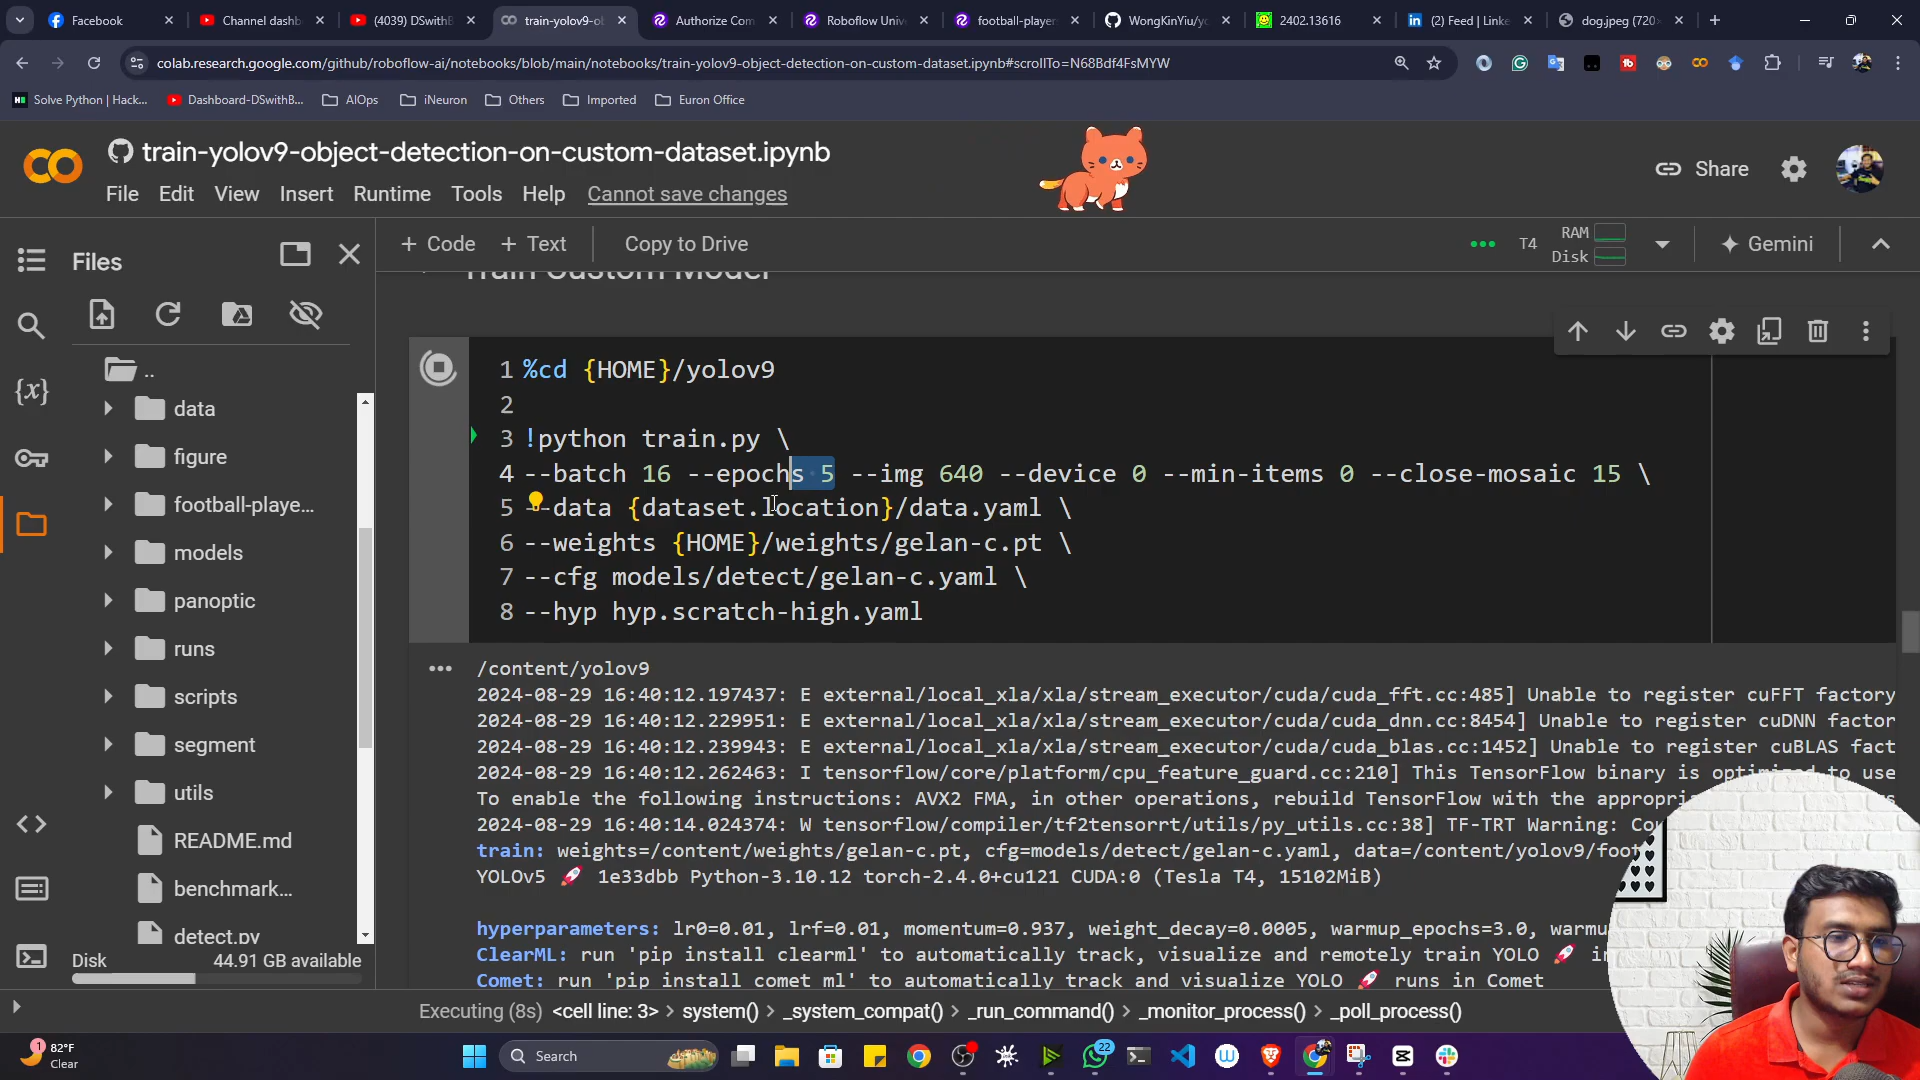 Facebook
Channel dashb
(4039) DSwithB
train-yolov9-ob
Authorize Com
Roboflow Univ
football-player
WongKinYiu/yo
2402.13616
(2) Feed | Linke
dog.jpeg (720×
colab.research.google.com/github/roboflow-ai/notebooks/blob/main/notebooks/train-yolov9-object-detection-on-custom-dataset.ipynb#scrollTo=N68Bdf4FsMYW
Solve Python | Hack...
Dashboard-DSwithB...
AIOps
iNeuron
Others
Imported
Euron Office
train-yolov9-object-detection-on-custom-dataset.ipynb
File Edit View Insert Runtime Tools Help Cannot save changes
Share
Files
+ Code + Text Copy to Drive
T4
RAM
Disk
Gemini
Train Custom Model
..
data
figure
football-playe...
models
panoptic
runs
scripts
segment
utils
README.md
benchmark...
detect.py
Disk 44.91 GB available
1 %cd {HOME}/yolov9
2
3 !python train.py \
4 --batch 16 --epochs 5 --img 640 --device 0 --min-items 0 --close-mosaic 15 \
5 --data {dataset.location}/data.yaml \
6 --weights {HOME}/weights/gelan-c.pt \
7 --cfg models/detect/gelan-c.yaml \
8 --hyp hyp.scratch-high.yaml
/content/yolov9
2024-08-29 16:40:12.197437: E external/local_xla/xla/stream_executor/cuda/cuda_fft.cc:485] Unable to register cuFFT factory
2024-08-29 16:40:12.229951: E external/local_xla/xla/stream_executor/cuda/cuda_dnn.cc:8454] Unable to register cuDNN factor
2024-08-29 16:40:12.239943: E external/local_xla/xla/stream_executor/cuda/cuda_blas.cc:1452] Unable to register cuBLAS fact
2024-08-29 16:40:12.262463: I tensorflow/core/platform/cpu_feature_guard.cc:210] This TensorFlow binary is optimized to use
To enable the following instructions: AVX2 FMA, in other operations, rebuild TensorFlow with the appropri
2024-08-29 16:40:14.024374: W tensorflow/compiler/tf2tensorrt/utils/py_utils.cc:38] TF-TRT Warning: Cou
train: weights=/content/weights/gelan-c.pt, cfg=models/detect/gelan-c.yaml, data=/content/yolov9/foot
YOLOv5 🚀 1e33dbb Python-3.10.12 torch-2.4.0+cu121 CUDA:0 (Tesla T4, 15102MiB)
hyperparameters: lr0=0.01, lrf=0.01, momentum=0.937, weight_decay=0.0005, warmup_epochs=3.0, warmu
ClearML: run 'pip install clearml' to automatically track, visualize and remotely train YOLO 🚀 in
Comet: run 'pip install comet_ml' to automatically track and visualize YOLO 🚀 runs in Comet
Executing (8s) <cell line: 3> > system() > _system_compat() > _run_command() > _monitor_process() > _poll_process()
1
82°F
Clear
Search
22